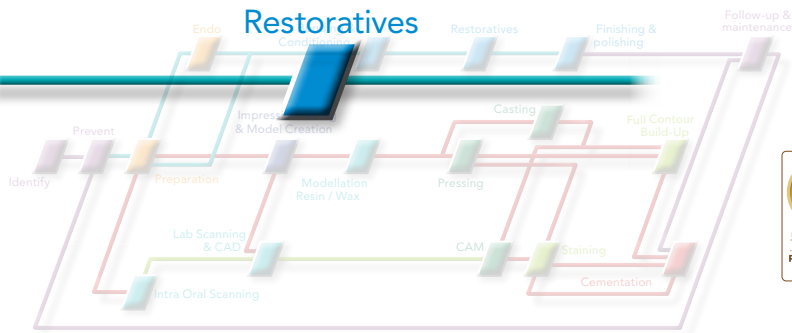 Restoratives
Endo
Conditioning
Restoratives
Finishing &
polishing
Follow-up &
maintenance
Casting
Impress
& Model Creation
Full Contour
Build-Up
Prevent
Identify
Preparation
Modellation
Resin / Wax
Pressing
Lab Scanning
& CAD
CAM
Staining
Cementation
Intra Oral Scanning